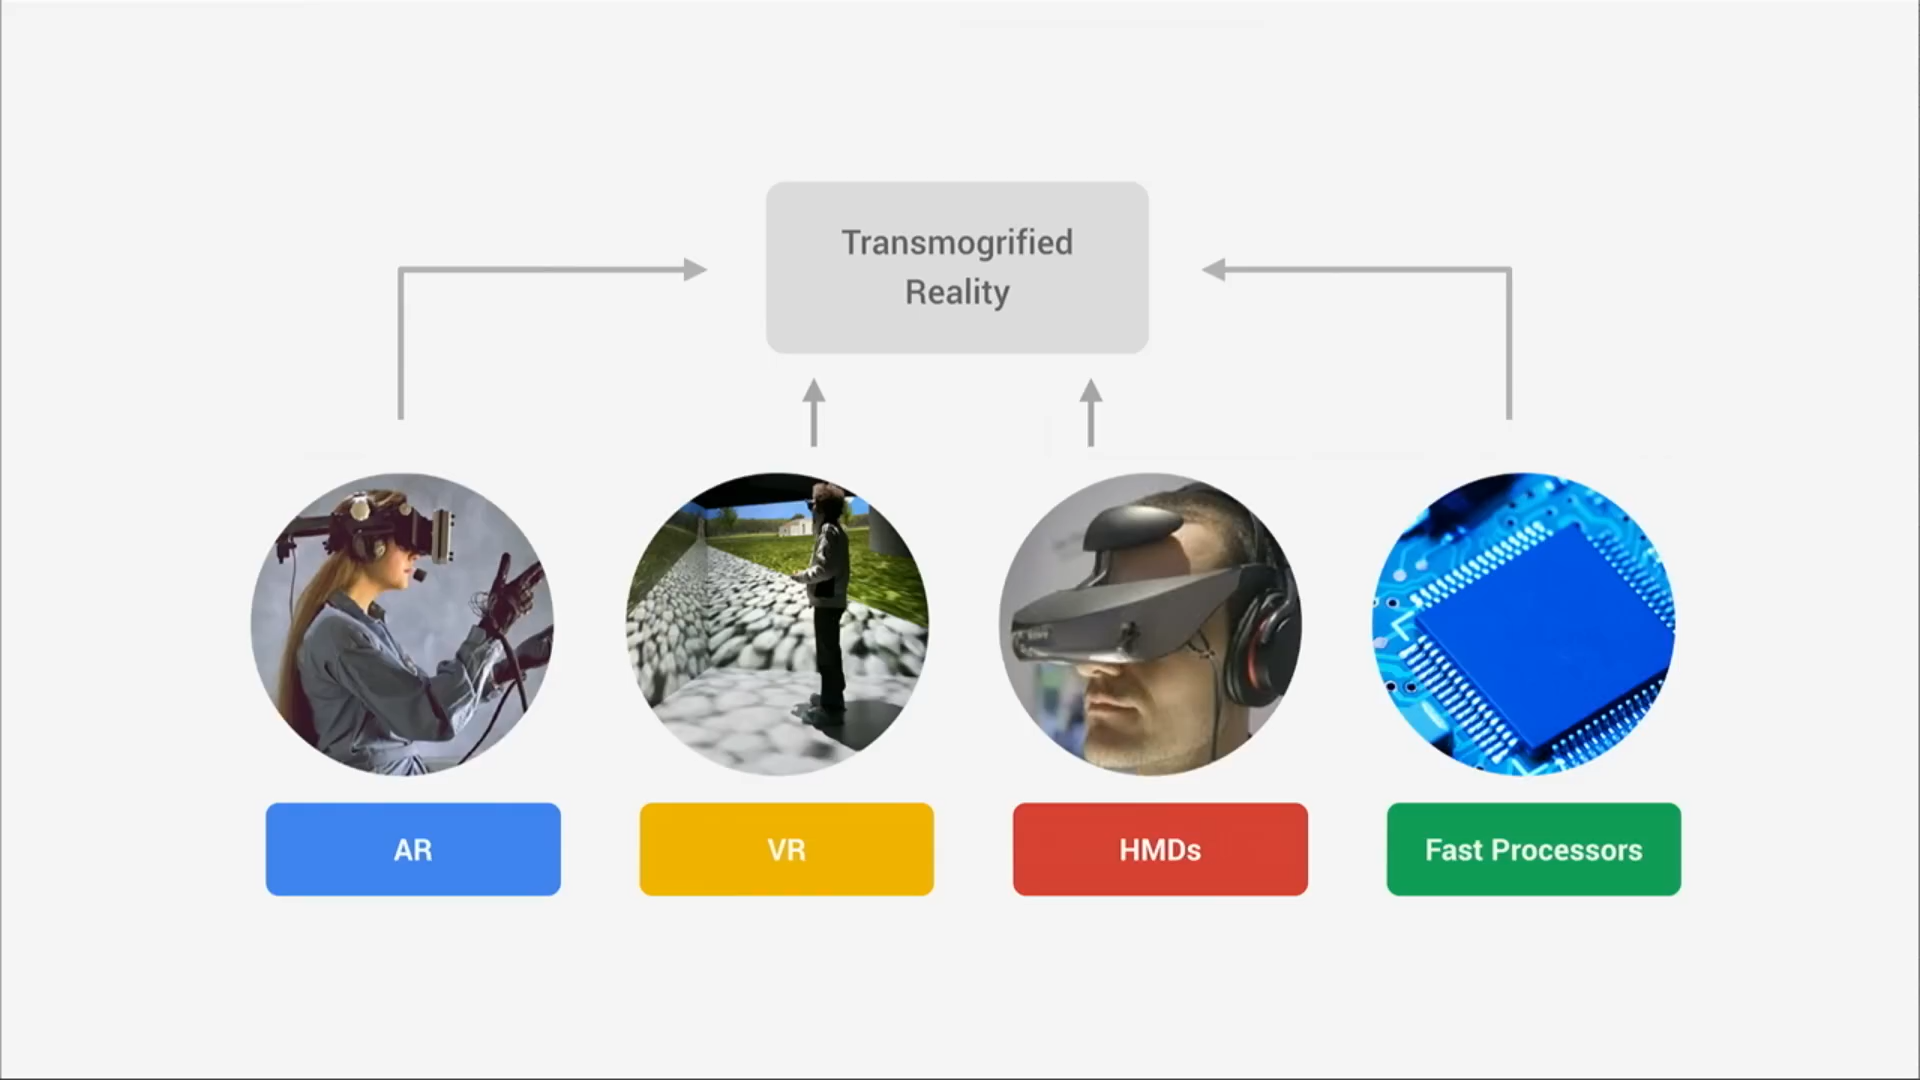 Transmogrified
Reality
AR
VR
HMDs
Fast Processors